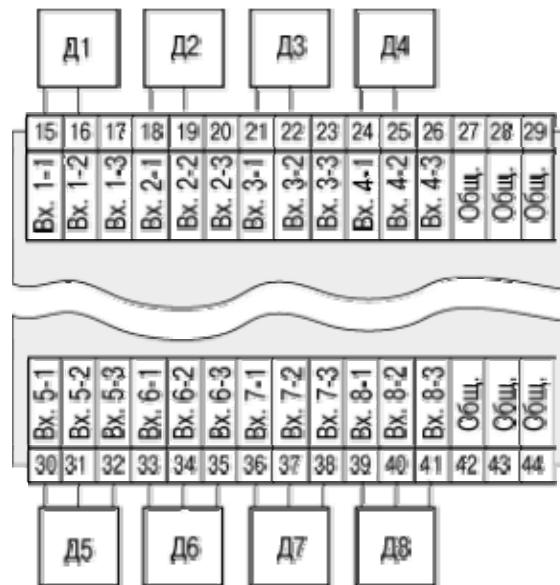 Д1 Д2 Д3 Д4
15 16 17 18 19 20 21 22 23 24 25 26 27 28 29
Вх. 1-1 Вх. 1-2 Вх. 1-3 Вх. 2-1 Вх. 2-2 Вх. 2-3 Вх. 3-1 Вх. 3-2 Вх. 3-3 Вх. 4-1 Вх. 4-2 Вх. 4-3 Общ. Общ. Общ.
Вх. 5-1 Вх. 5-2 Вх. 5-3 Вх. 6-1 Вх. 6-2 Вх. 6-3 Вх. 7-1 Вх. 7-2 Вх. 7-3 Вх. 8-1 Вх. 8-2 Вх. 8-3 Общ. Общ. Общ.
30 31 32 33 34 35 36 37 38 39 40 41 42 43 44
Д5 Д6 Д7 Д8